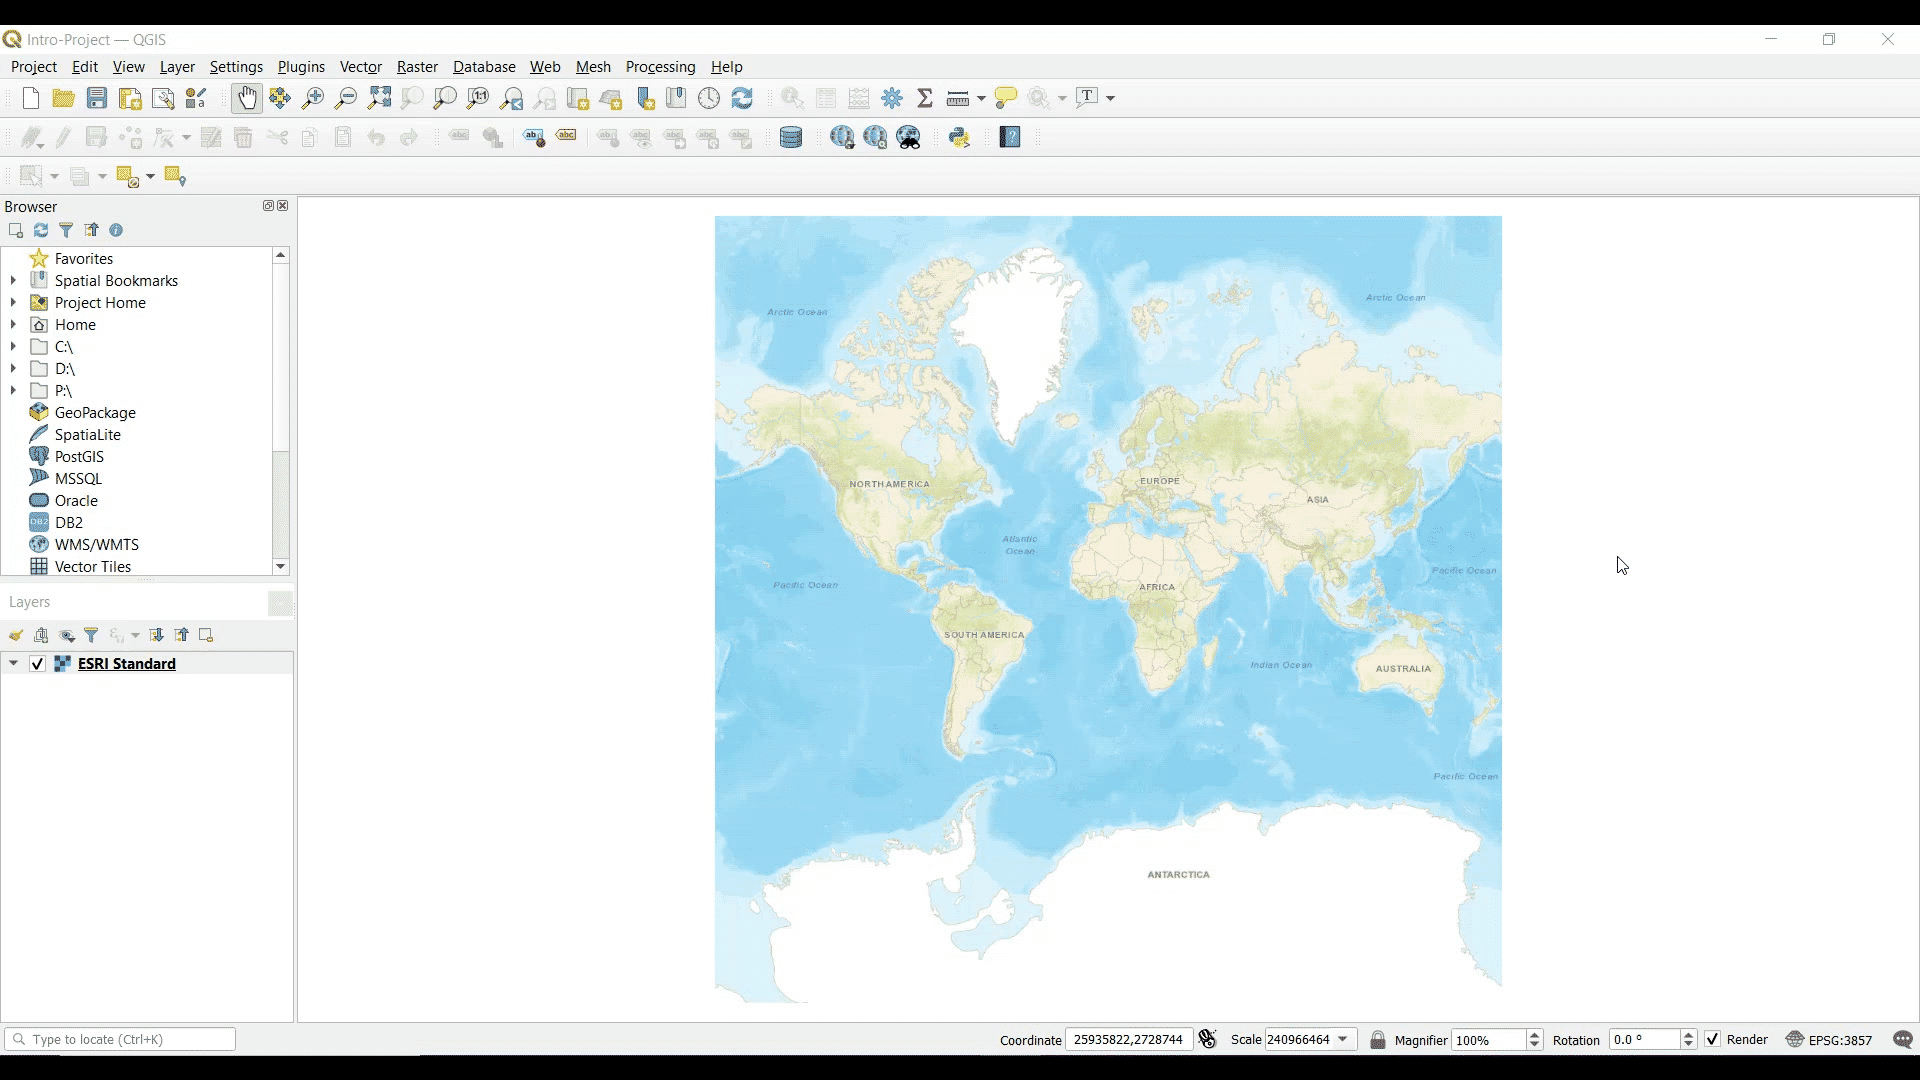 Intro-Project — QGIS
Project Edit View Layer Settings Plugins Vector Raster Database Web Mesh Processing Help
Browser
Favorites
Spatial Bookmarks
Project Home
Home
C:\
D:\
P:\
GeoPackage
SpatiaLite
PostGIS
MSSQL
Oracle
DB2
WMS/WMTS
Vector Tiles
Layers
ESRI Standard
Arctic Ocean
Arctic Ocean
NORTH AMERICA
EUROPE
ASIA
Atlantic
Ocean
Pacific Ocean
AFRICA
Pacific Ocean
SOUTH AMERICA
Indian Ocean
AUSTRALIA
Pacific Ocean
ANTARCTICA
Type to locate (Ctrl+K)
Coordinate 25935822,2728744 Scale 240966464 Magnifier 100% Rotation 0.0 ° Render EPSG:3857